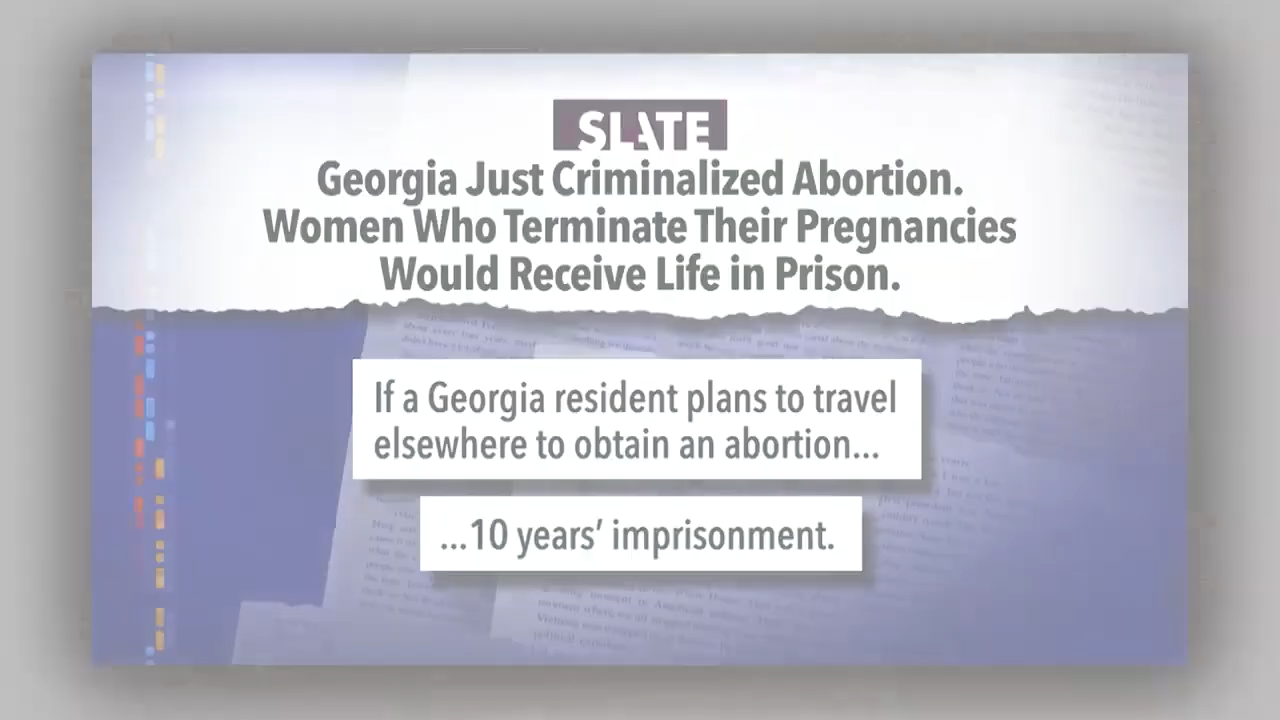 SLATE
Georgia Just Criminalized Abortion.
Women Who Terminate Their Pregnancies
Would Receive Life in Prison.
If a Georgia resident plans to travel
elsewhere to obtain an abortion...
...10 years’ imprisonment.